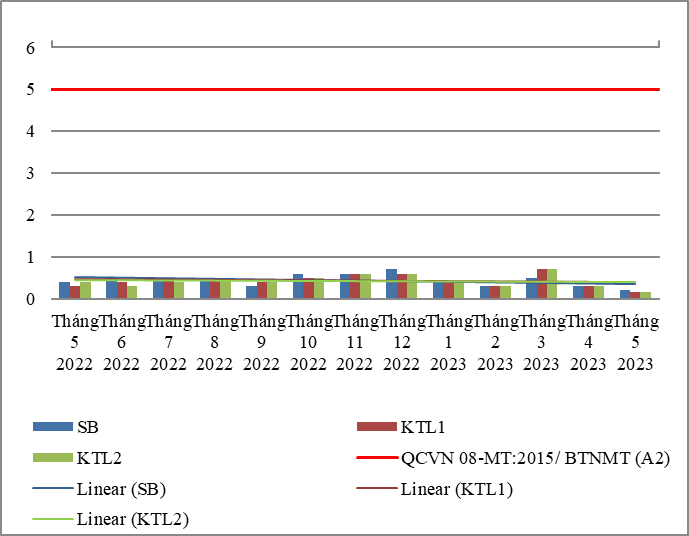 6
5
4
3
2
1
0
Tháng Tháng Tháng Tháng Tháng Tháng Tháng Tháng Tháng Tháng Tháng Tháng Tháng
5 6 7 8 9 10 11 12 1 2 3 4 5
2022 2022 2022 2022 2022 2022 2022 2022 2023 2023 2023 2023 2023
SB KTL1
KTL2 QCVN 08-MT:2015/ BTNMT (A2)
Linear (SB) Linear (KTL1)
Linear (KTL2)